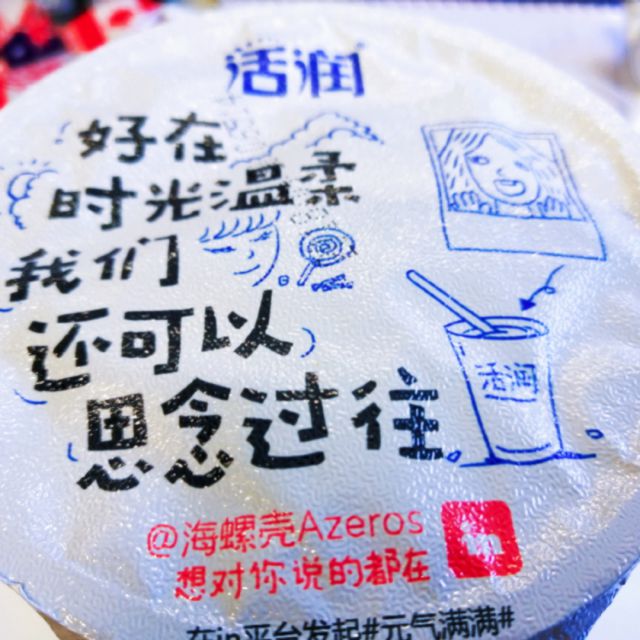 活润
好在
时光温柔
我们
还可以
思念过往
活润
@海螺壳Azeros
想对你说的都在
在in平台发起#元气满满#